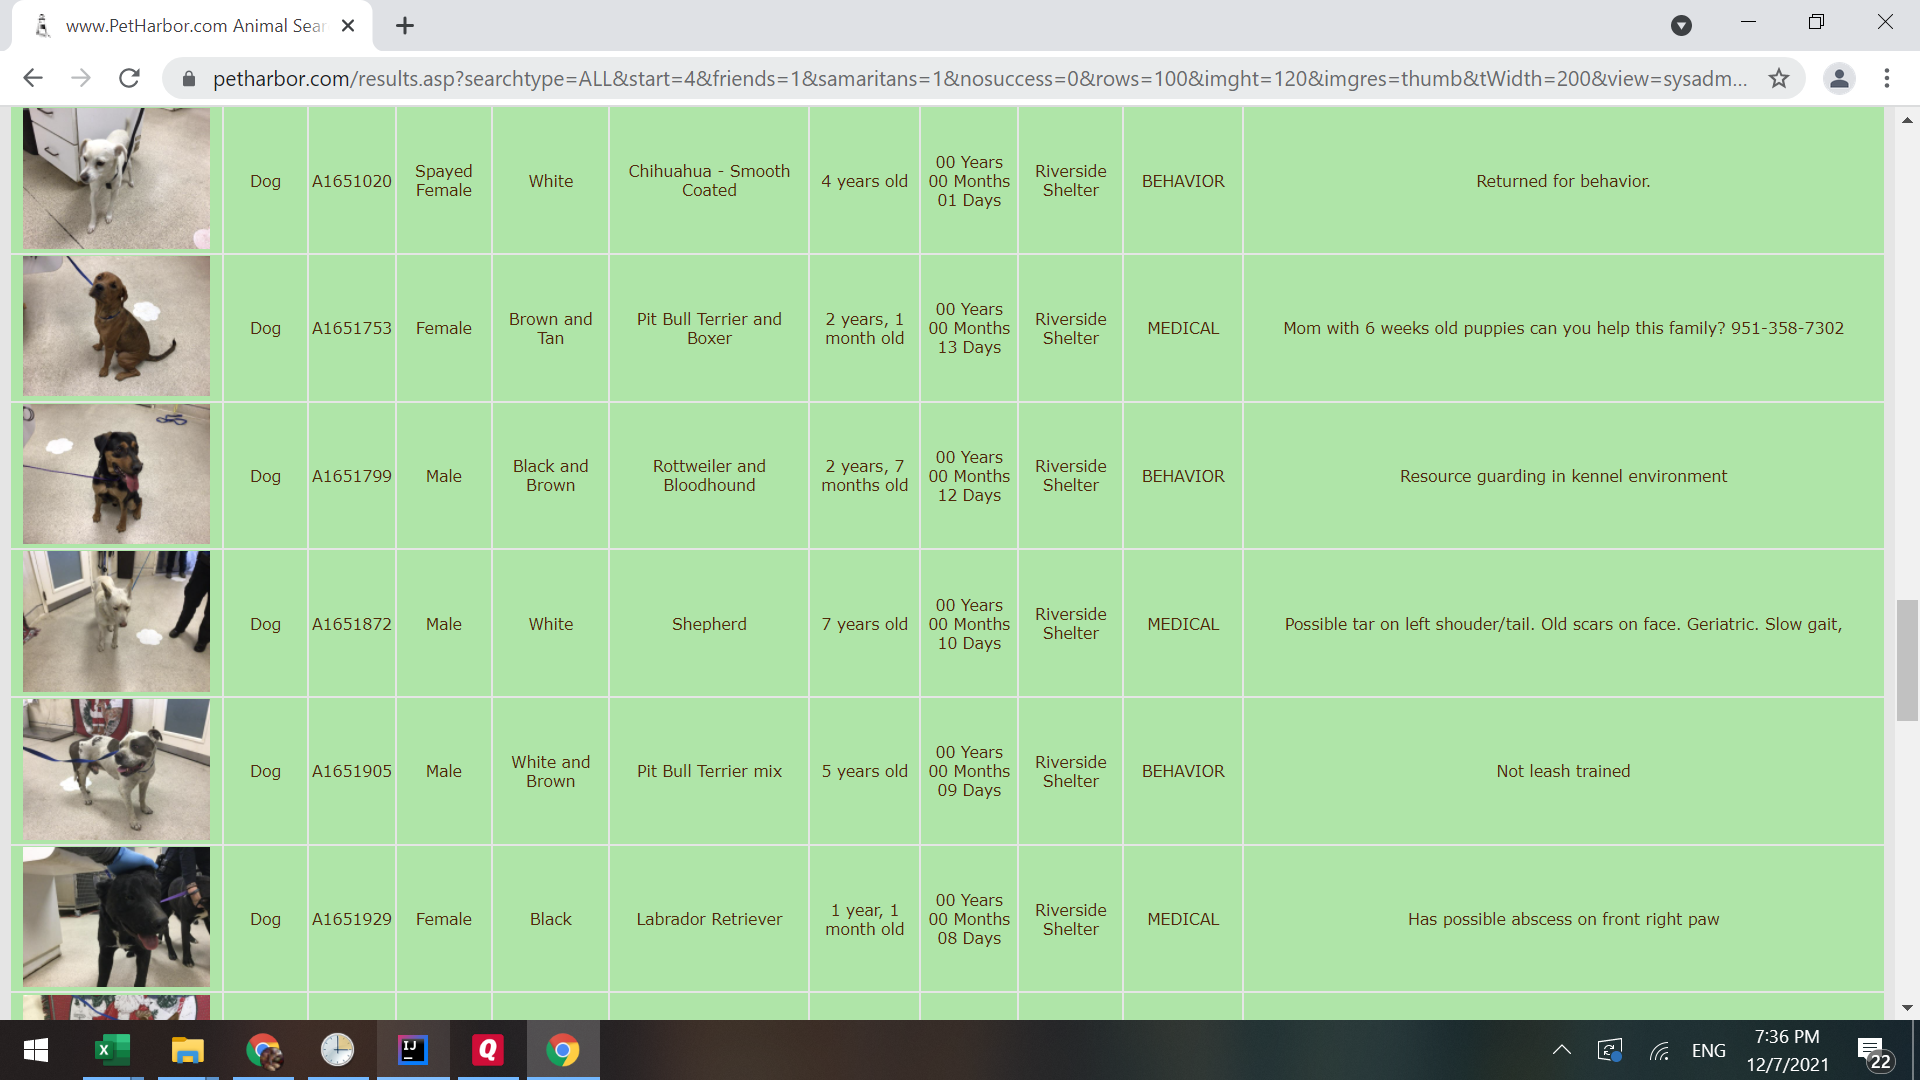 www.PetHarbor.com Animal Sear
petharbor.com/results.asp?searchtype=ALL&start=4&friends=1&samaritans=1&nosuccess=0&rows=100&imght=120&imgres=thumb&tWidth=200&view=sysadm...
Dog
A1651020
Spayed
Female
White
Chihuahua - Smooth
Coated
4 years old
00 Years
00 Months
01 Days
Riverside
Shelter
BEHAVIOR
Returned for behavior.
Dog
A1651753
Female
Brown and
Tan
Pit Bull Terrier and
Boxer
2 years, 1
month old
00 Years
00 Months
13 Days
Riverside
Shelter
MEDICAL
Mom with 6 weeks old puppies can you help this family? 951-358-7302
Dog
A1651799
Male
Black and
Brown
Rottweiler and
Bloodhound
2 years, 7
months old
00 Years
00 Months
12 Days
Riverside
Shelter
BEHAVIOR
Resource guarding in kennel environment
Dog
A1651872
Male
White
Shepherd
7 years old
00 Years
00 Months
10 Days
Riverside
Shelter
MEDICAL
Possible tar on left shouder/tail. Old scars on face. Geriatric. Slow gait,
Dog
A1651905
Male
White and
Brown
Pit Bull Terrier mix
5 years old
00 Years
00 Months
09 Days
Riverside
Shelter
BEHAVIOR
Not leash trained
Dog
A1651929
Female
Black
Labrador Retriever
1 year, 1
month old
00 Years
00 Months
08 Days
Riverside
Shelter
MEDICAL
Has possible abscess on front right paw
X
IJ
Q
ENG
7:36 PM
12/7/2021
22